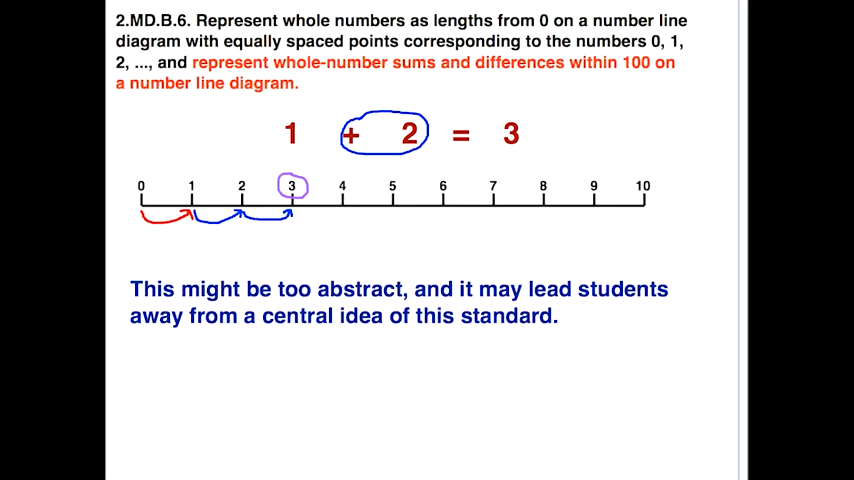 2.MD.B.6. Represent whole numbers as lengths from 0 on a number line
diagram with equally spaced points corresponding to the numbers 0, 1,
2, ..., and represent whole-number sums and differences within 100 on
a number line diagram.
1 + 2 = 3
0 1 2 3 4 5 6 7 8 9 10
This might be too abstract, and it may lead students
away from a central idea of this standard.